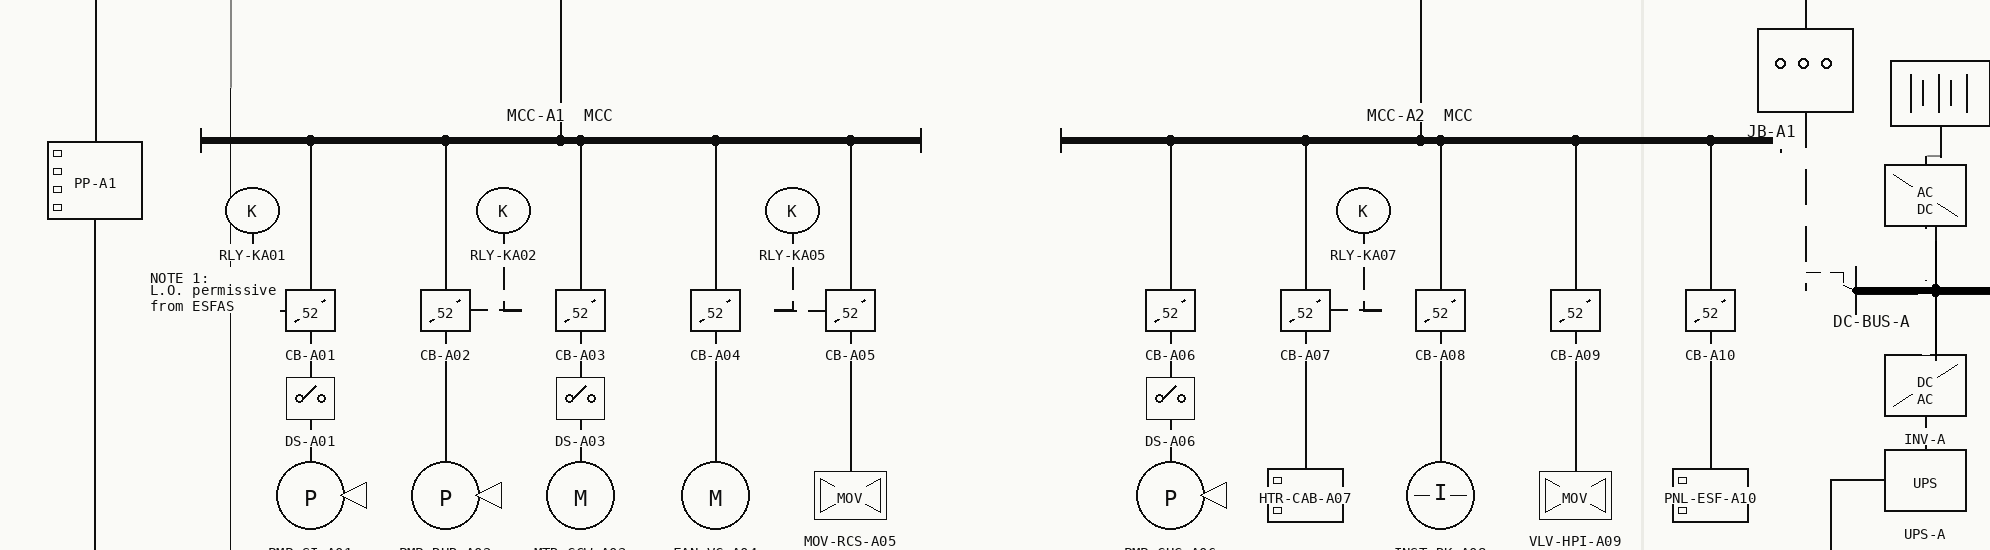 MCC-A1 MCC
MCC-A2 MCC
JB-A1
PP-A1
K
K
K
K
AC
DC
RLY-KA01
RLY-KA02
RLY-KA05
RLY-KA07
NOTE 1:
L.O. permissive
from ESFAS
52
52
52
52
52
52
52
52
52
52
DC-BUS-A
CB-A01
CB-A02
CB-A03
CB-A04
CB-A05
CB-A06
CB-A07
CB-A08
CB-A09
CB-A10
DC
AC
DS-A01
DS-A03
DS-A06
INV-A
P
P
M
M
MOV
P
HTR-CAB-A07
I
MOV
PNL-ESF-A10
UPS
MOV-RCS-A05
VLV-HPI-A09
UPS-A